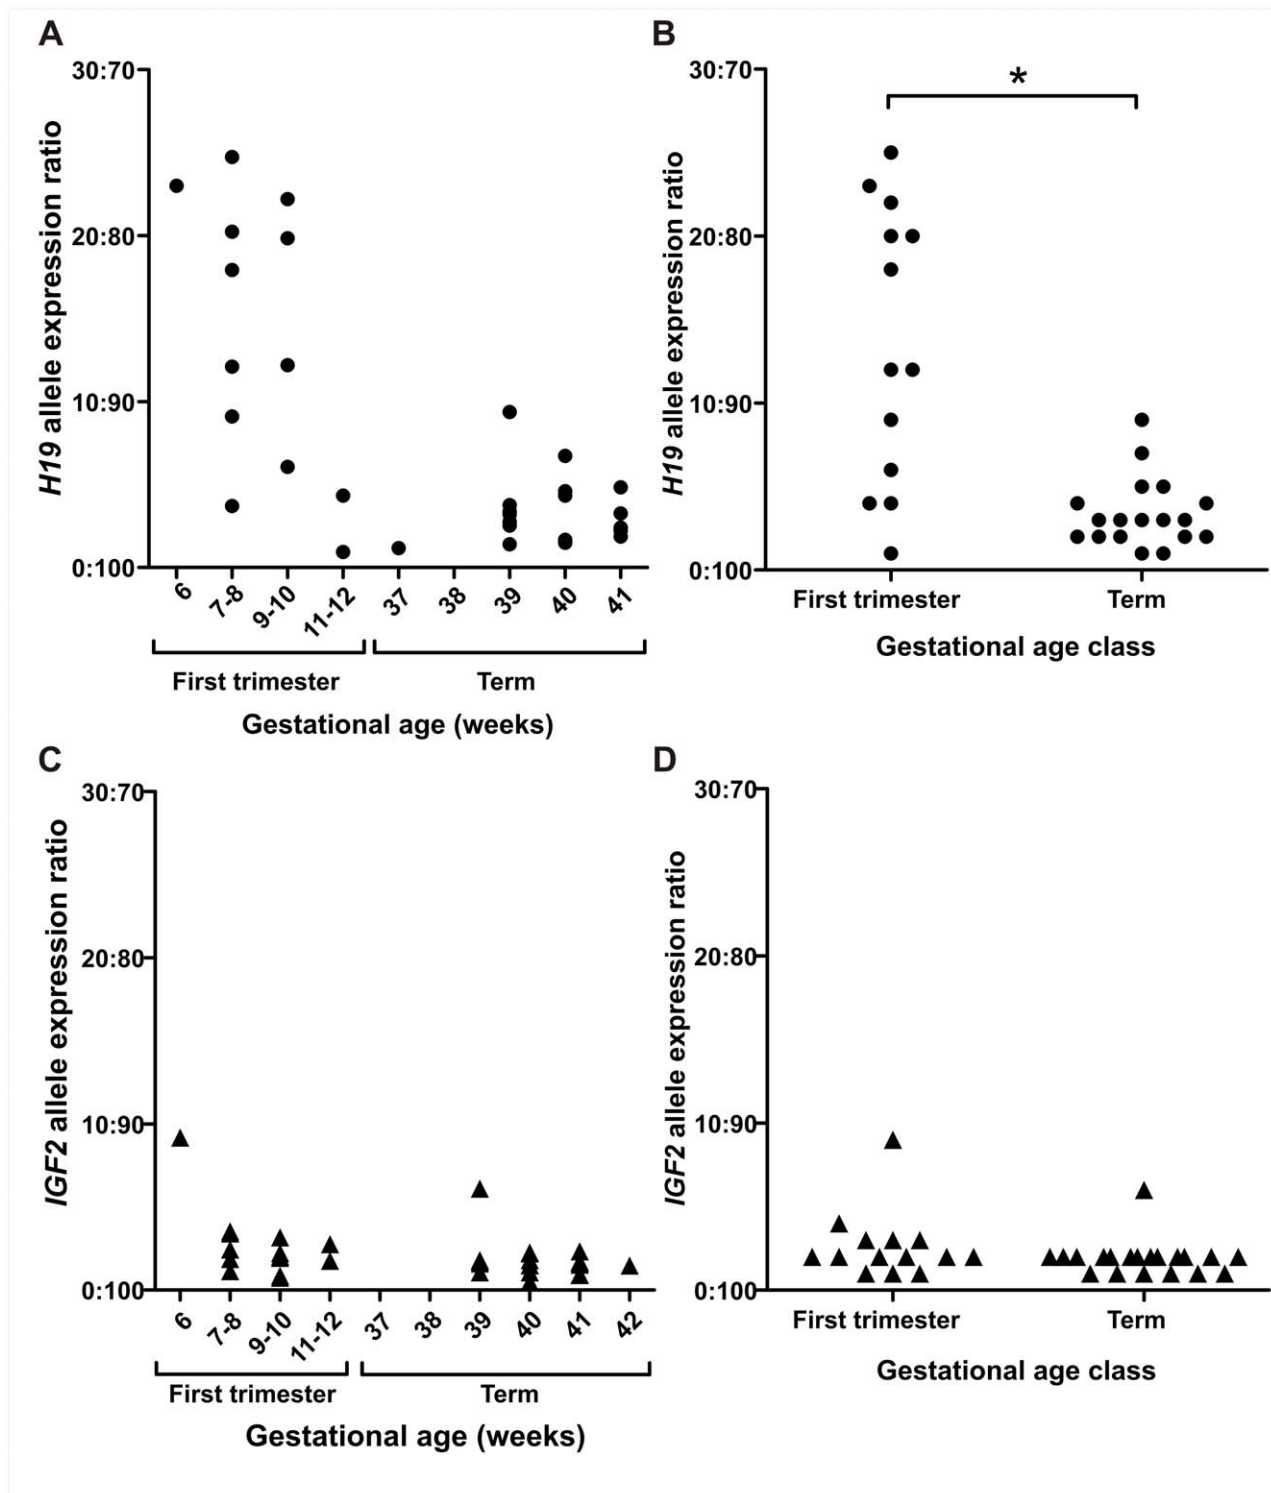 A
H19 allele expression ratio
30:70
20:80
10:90
0:100
6
7-8
9-10
11-12
37
38
39
40
41
First trimester
Term
Gestational age (weeks)
B
H19 allele expression ratio
30:70
20:80
10:90
0:100
*
First trimester
Term
Gestational age class
C
IGF2 allele expression ratio
30:70
20:80
10:90
0:100
6
7-8
9-10
11-12
37
38
39
40
41
42
First trimester
Term
Gestational age (weeks)
D
IGF2 allele expression ratio
30:70
20:80
10:90
0:100
First trimester
Term
Gestational age class